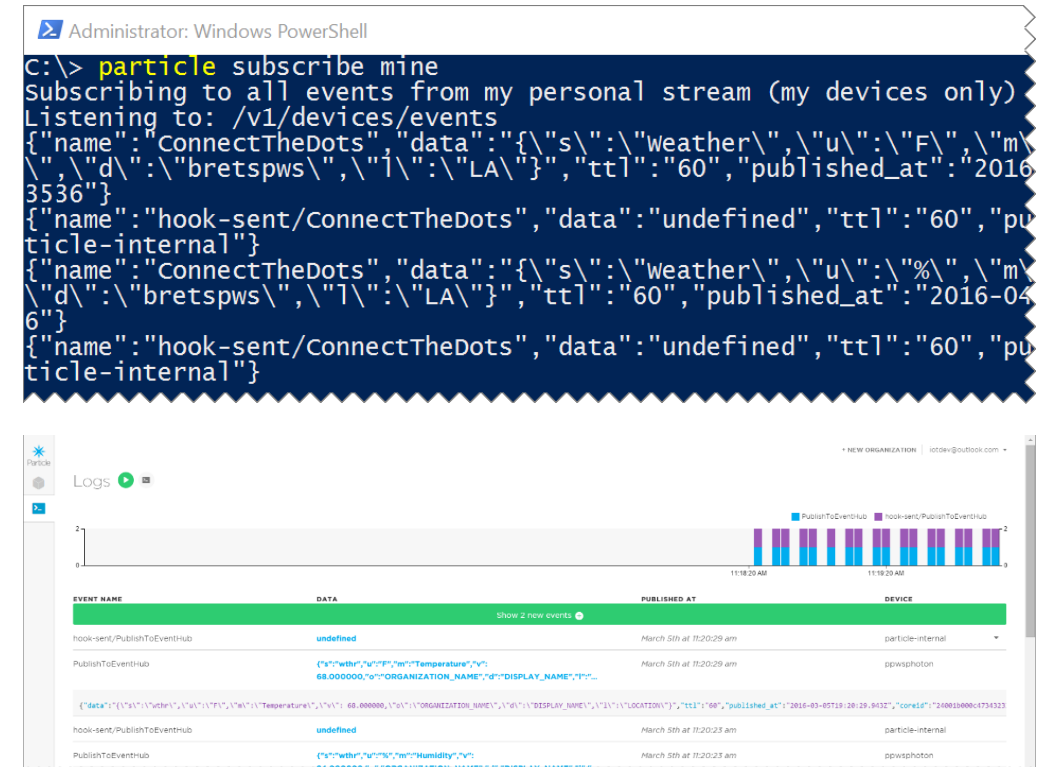 Administrator: Windows PowerShell
C:\> particle subscribe mine
Subscribing to all events from my personal stream (my devices only)
Listening to: /v1/devices/events
{"name":"ConnectTheDots","data":"{\"s\":\"Weather\",\"u\":\"F\",\"m\
\",\"d\":\"bretspws\",\"l\":\"LA\"}","ttl":"60","published_at":"2016
3536"}
{"name":"hook-sent/ConnectTheDots","data":"undefined","ttl":"60","pu
ticle-internal"}
{"name":"ConnectTheDots","data":"{\"s\":\"Weather\",\"u\":\"%\",\"m\
\"d\":\"bretspws\",\"l\":\"LA\"}","ttl":"60","published_at":"2016-04
6"}
{"name":"hook-sent/ConnectTheDots","data":"undefined","ttl":"60","pu
ticle-internal"}
Particle
+ NEW ORGANIZATION iotdev@outlook.com
Logs
PublishToEventHub hook-sent/PublishToEventHub
2 2
0 0
11:18:20 AM 11:19:20 AM
EVENT NAME DATA PUBLISHED AT DEVICE
Show 2 new events
hook-sent/PublishToEventHub undefined March 5th at 11:20:29 am particle-internal
PublishToEventHub {"s":"wthr","u":"F","m":"Temperature","v": March 5th at 11:20:29 am ppwsphoton
68.000000,"o":"ORGANIZATION_NAME","d":"DISPLAY_NAME","l":"...
{"data":"{\"s\":\"wthr\",\"u\":\"F\",\"m\":\"Temperature\",\"v\": 68.000000,\"o\":\"ORGANIZATION_NAME\",\"d\":\"DISPLAY_NAME\",\"l\":\"LOCATION\"}","ttl":"60","published_at":"2016-03-05T19:20:29.943Z","coreid":"24001b000c4734323
hook-sent/PublishToEventHub undefined March 5th at 11:20:23 am particle-internal
PublishToEventHub {"s":"wthr","u":"%","m":"Humidity","v": March 5th at 11:20:23 am ppwsphoton